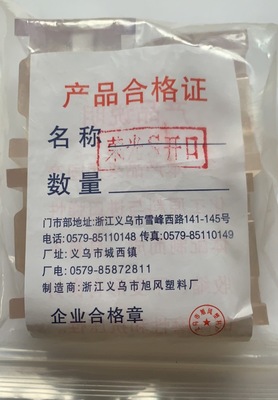 产品合格证
名称
数量
门市部地址:浙江义乌市雪峰西路141-145号
电话:0579-85110148 传真:0579-85110149
厂址:义乌市城西镇
厂电:0579-85872811
制造商:浙江义乌市旭风塑料厂
企业合格章